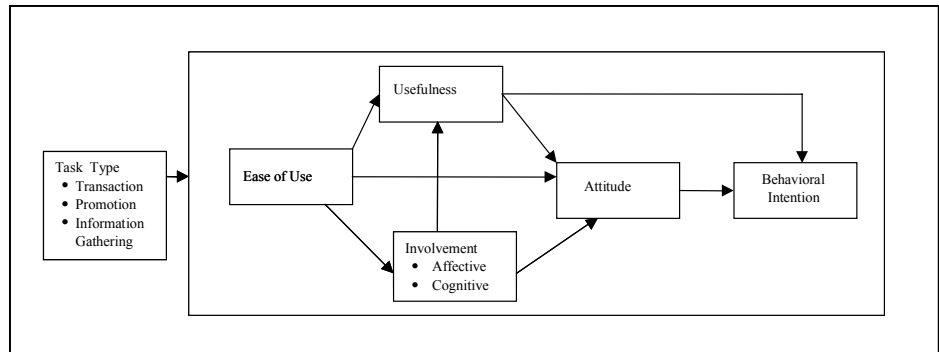 Usefulness
Task Type
• Transaction
• Promotion
• Information
Gathering
Ease of Use
Attitude
Behavioral
Intention
Involvement
• Affective
• Cognitive